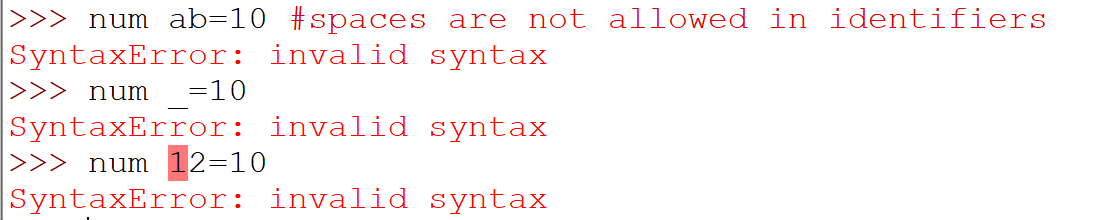 >>> num ab=10 #spaces are not allowed in identifiers
SyntaxError: invalid syntax
>>> num _=10
SyntaxError: invalid syntax
>>> num 12=10
SyntaxError: invalid syntax